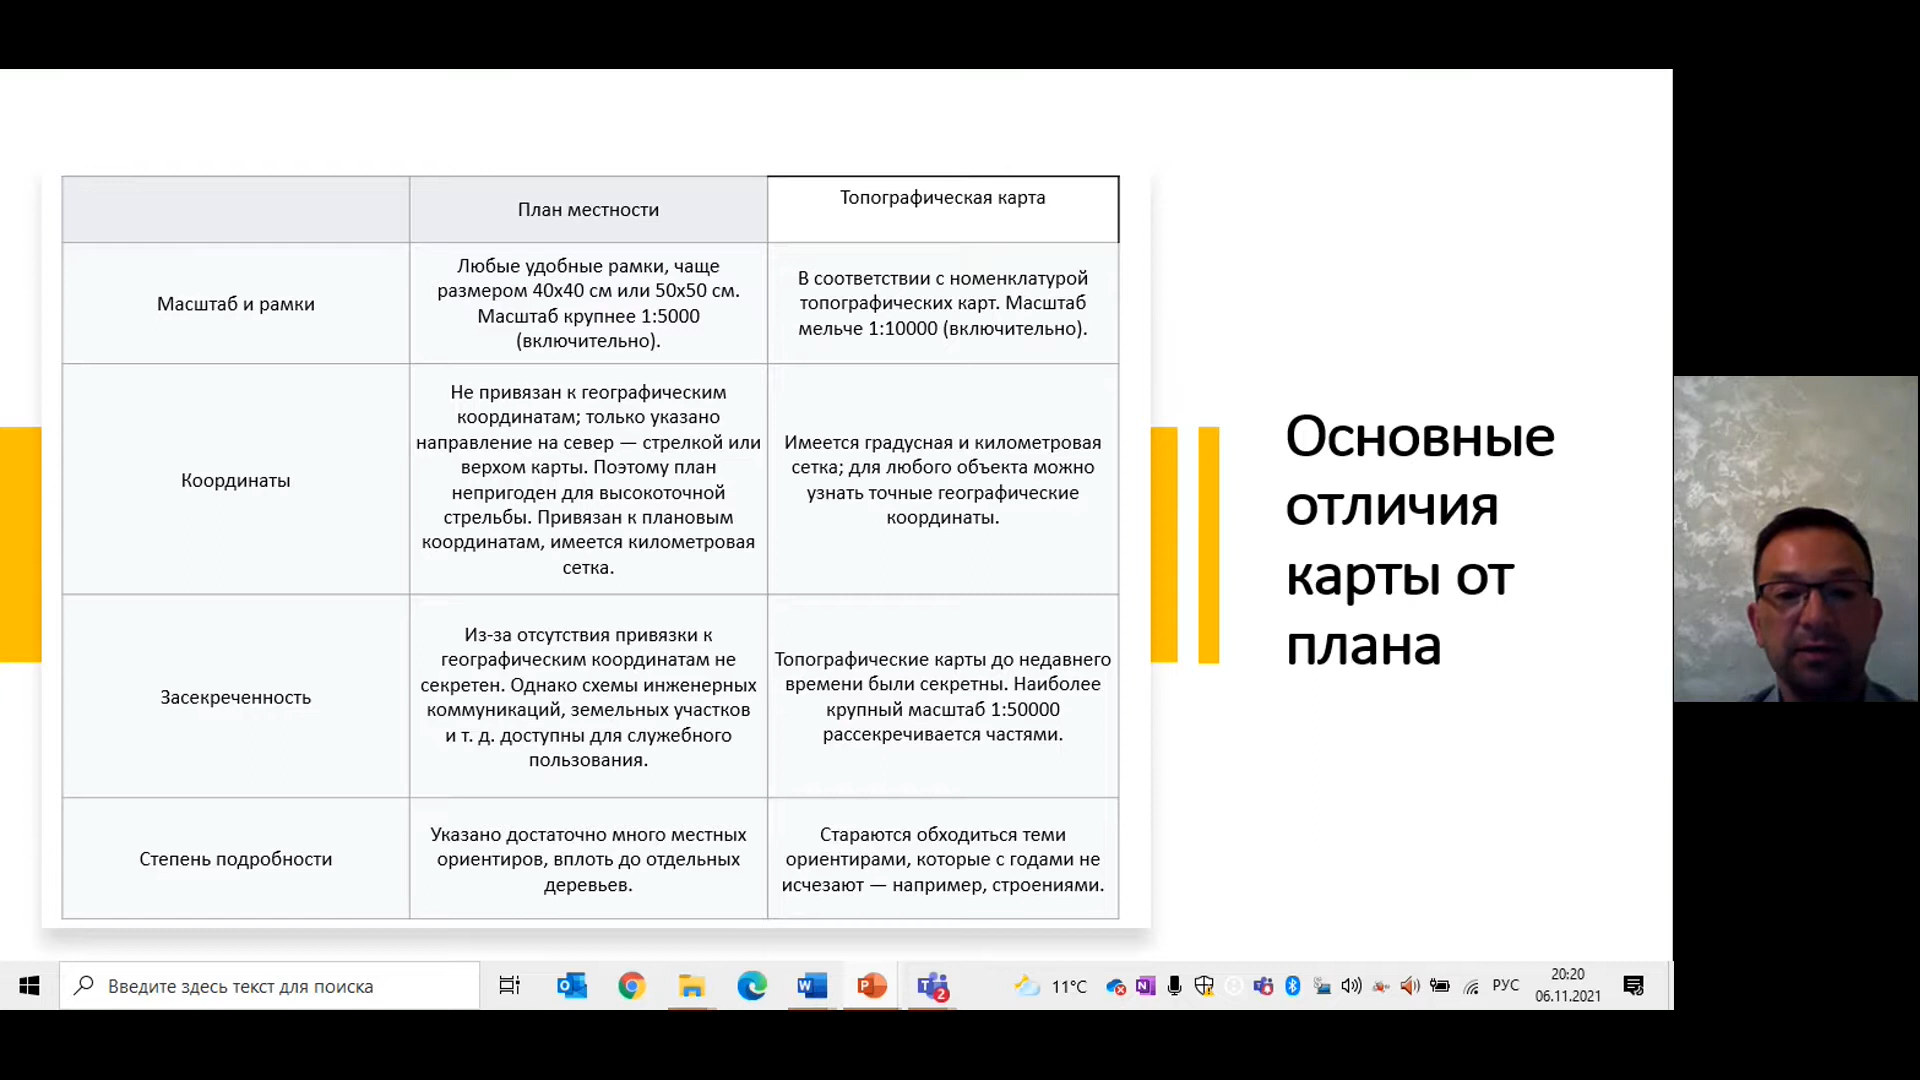 План местности
Топографическая карта
Масштаб и рамки
Любые удобные рамки, чаще
размером 40x40 см или 50x50 см.
Масштаб крупнее 1:5000
(включительно).
В соответствии с номенклатурой
топографических карт. Масштаб
мельче 1:10000 (включительно).
Координаты
Не привязан к географическим
координатам; только указано
направление на север — стрелкой или
верхом карты. Поэтому план
непригоден для высокоточной
стрельбы. Привязан к плановым
координатам, имеется километровая
сетка.
Имеется градусная и километровая
сетка; для любого объекта можно
узнать точные географические
координаты.
Засекреченность
Из-за отсутствия привязки к
географическим координатам не
секретен. Однако схемы инженерных
коммуникаций, земельных участков
и т. д. доступны для служебного
пользования.
Топографические карты до недавнего
времени были секретны. Наиболее
крупный масштаб 1:50000
рассекречивается частями.
Степень подробности
Указано достаточно много местных
ориентиров, вплоть до отдельных
деревьев.
Стараются обходиться теми
ориентирами, которые с годами не
исчезают — например, строениями.
Основные
отличия
карты от
плана
Введите здесь текст для поиска
11°C
РУС
20:20
06.11.2021